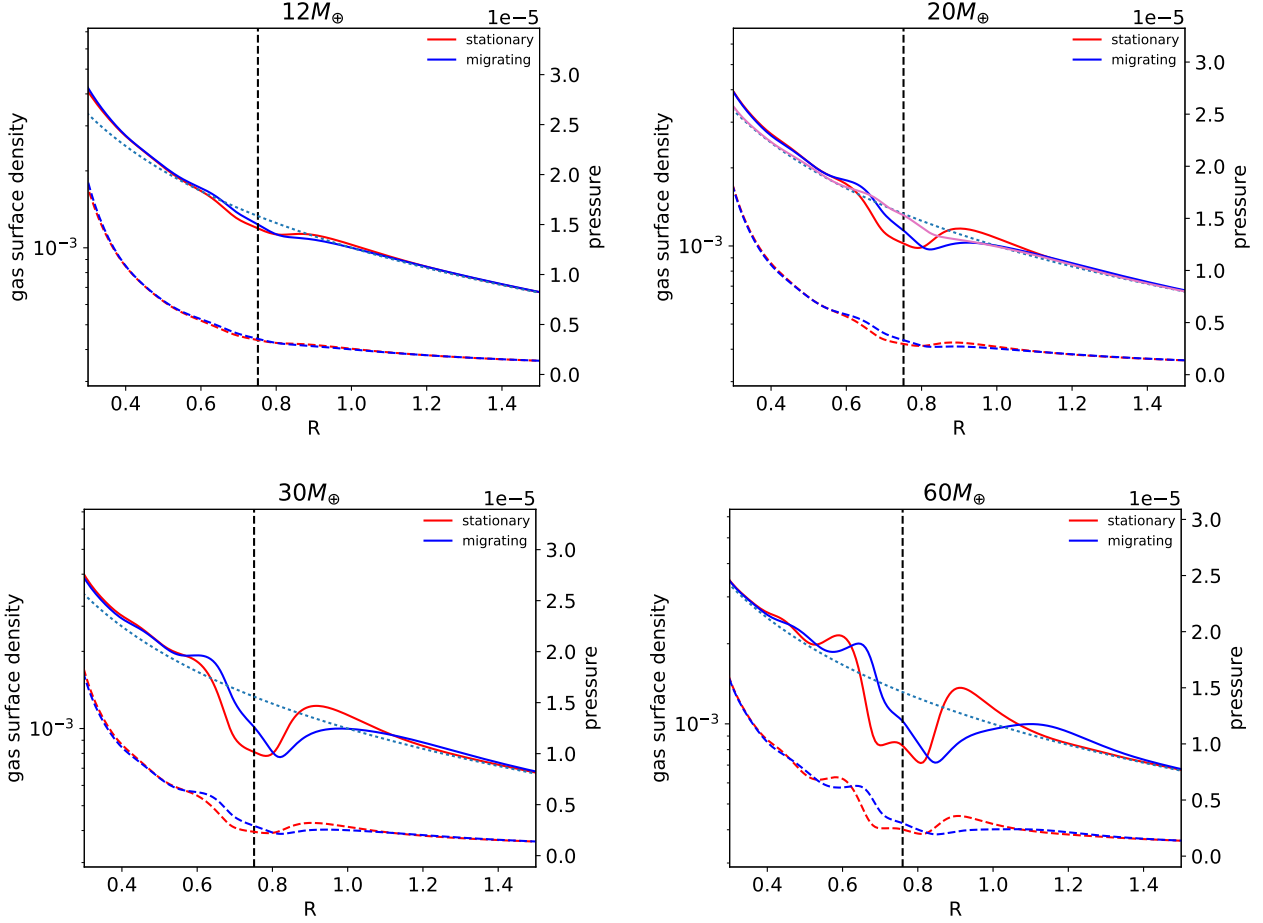 12M⊕
1e−5
stationary
migrating
gas surface density
10⁻³
3.0
2.5
2.0
1.5
1.0
0.5
0.0
pressure
0.4 0.6 0.8 1.0 1.2 1.4
R
20M⊕
1e−5
stationary
migrating
gas surface density
10⁻³
3.0
2.5
2.0
1.5
1.0
0.5
0.0
pressure
0.4 0.6 0.8 1.0 1.2 1.4
R
30M⊕
1e−5
stationary
migrating
gas surface density
10⁻³
3.0
2.5
2.0
1.5
1.0
0.5
0.0
pressure
0.4 0.6 0.8 1.0 1.2 1.4
R
60M⊕
1e−5
stationary
migrating
gas surface density
10⁻³
3.0
2.5
2.0
1.5
1.0
0.5
0.0
pressure
0.4 0.6 0.8 1.0 1.2 1.4
R